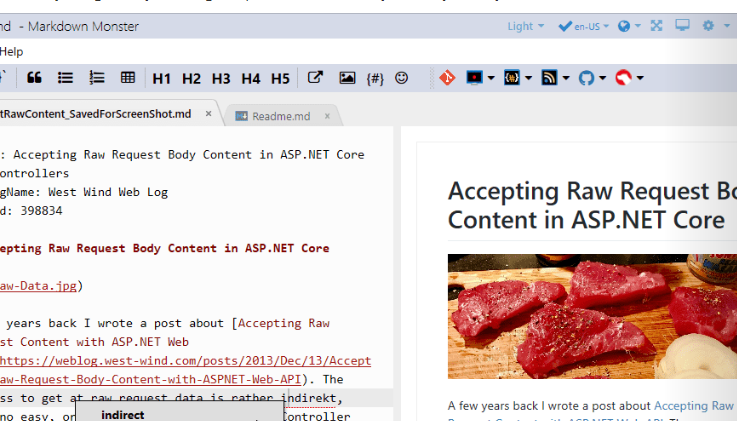 nd - Markdown Monster
Light
en-US
Help
H1 H2 H3 H4 H5
{#}
tRawContent_SavedForScreenShot.md ×
Readme.md ×
: Accepting Raw Request Body Content in ASP.NET Core
ontrollers
gName: West Wind Web Log
d: 398834
epting Raw Request Body Content in ASP.NET Core
aw-Data.jpg)
years back I wrote a post about [Accepting Raw
st Content with ASP.NET Web
https://weblog.west-wind.com/posts/2013/Dec/13/Accept
aw-Request-Body-Content-with-ASPNET-Web-API). The
ss to get at raw request data is rather indirekt,
no easy, or
indirect
Controller
Accepting Raw Request Bo
Content in ASP.NET Core
A few years back I wrote a post about Accepting Raw